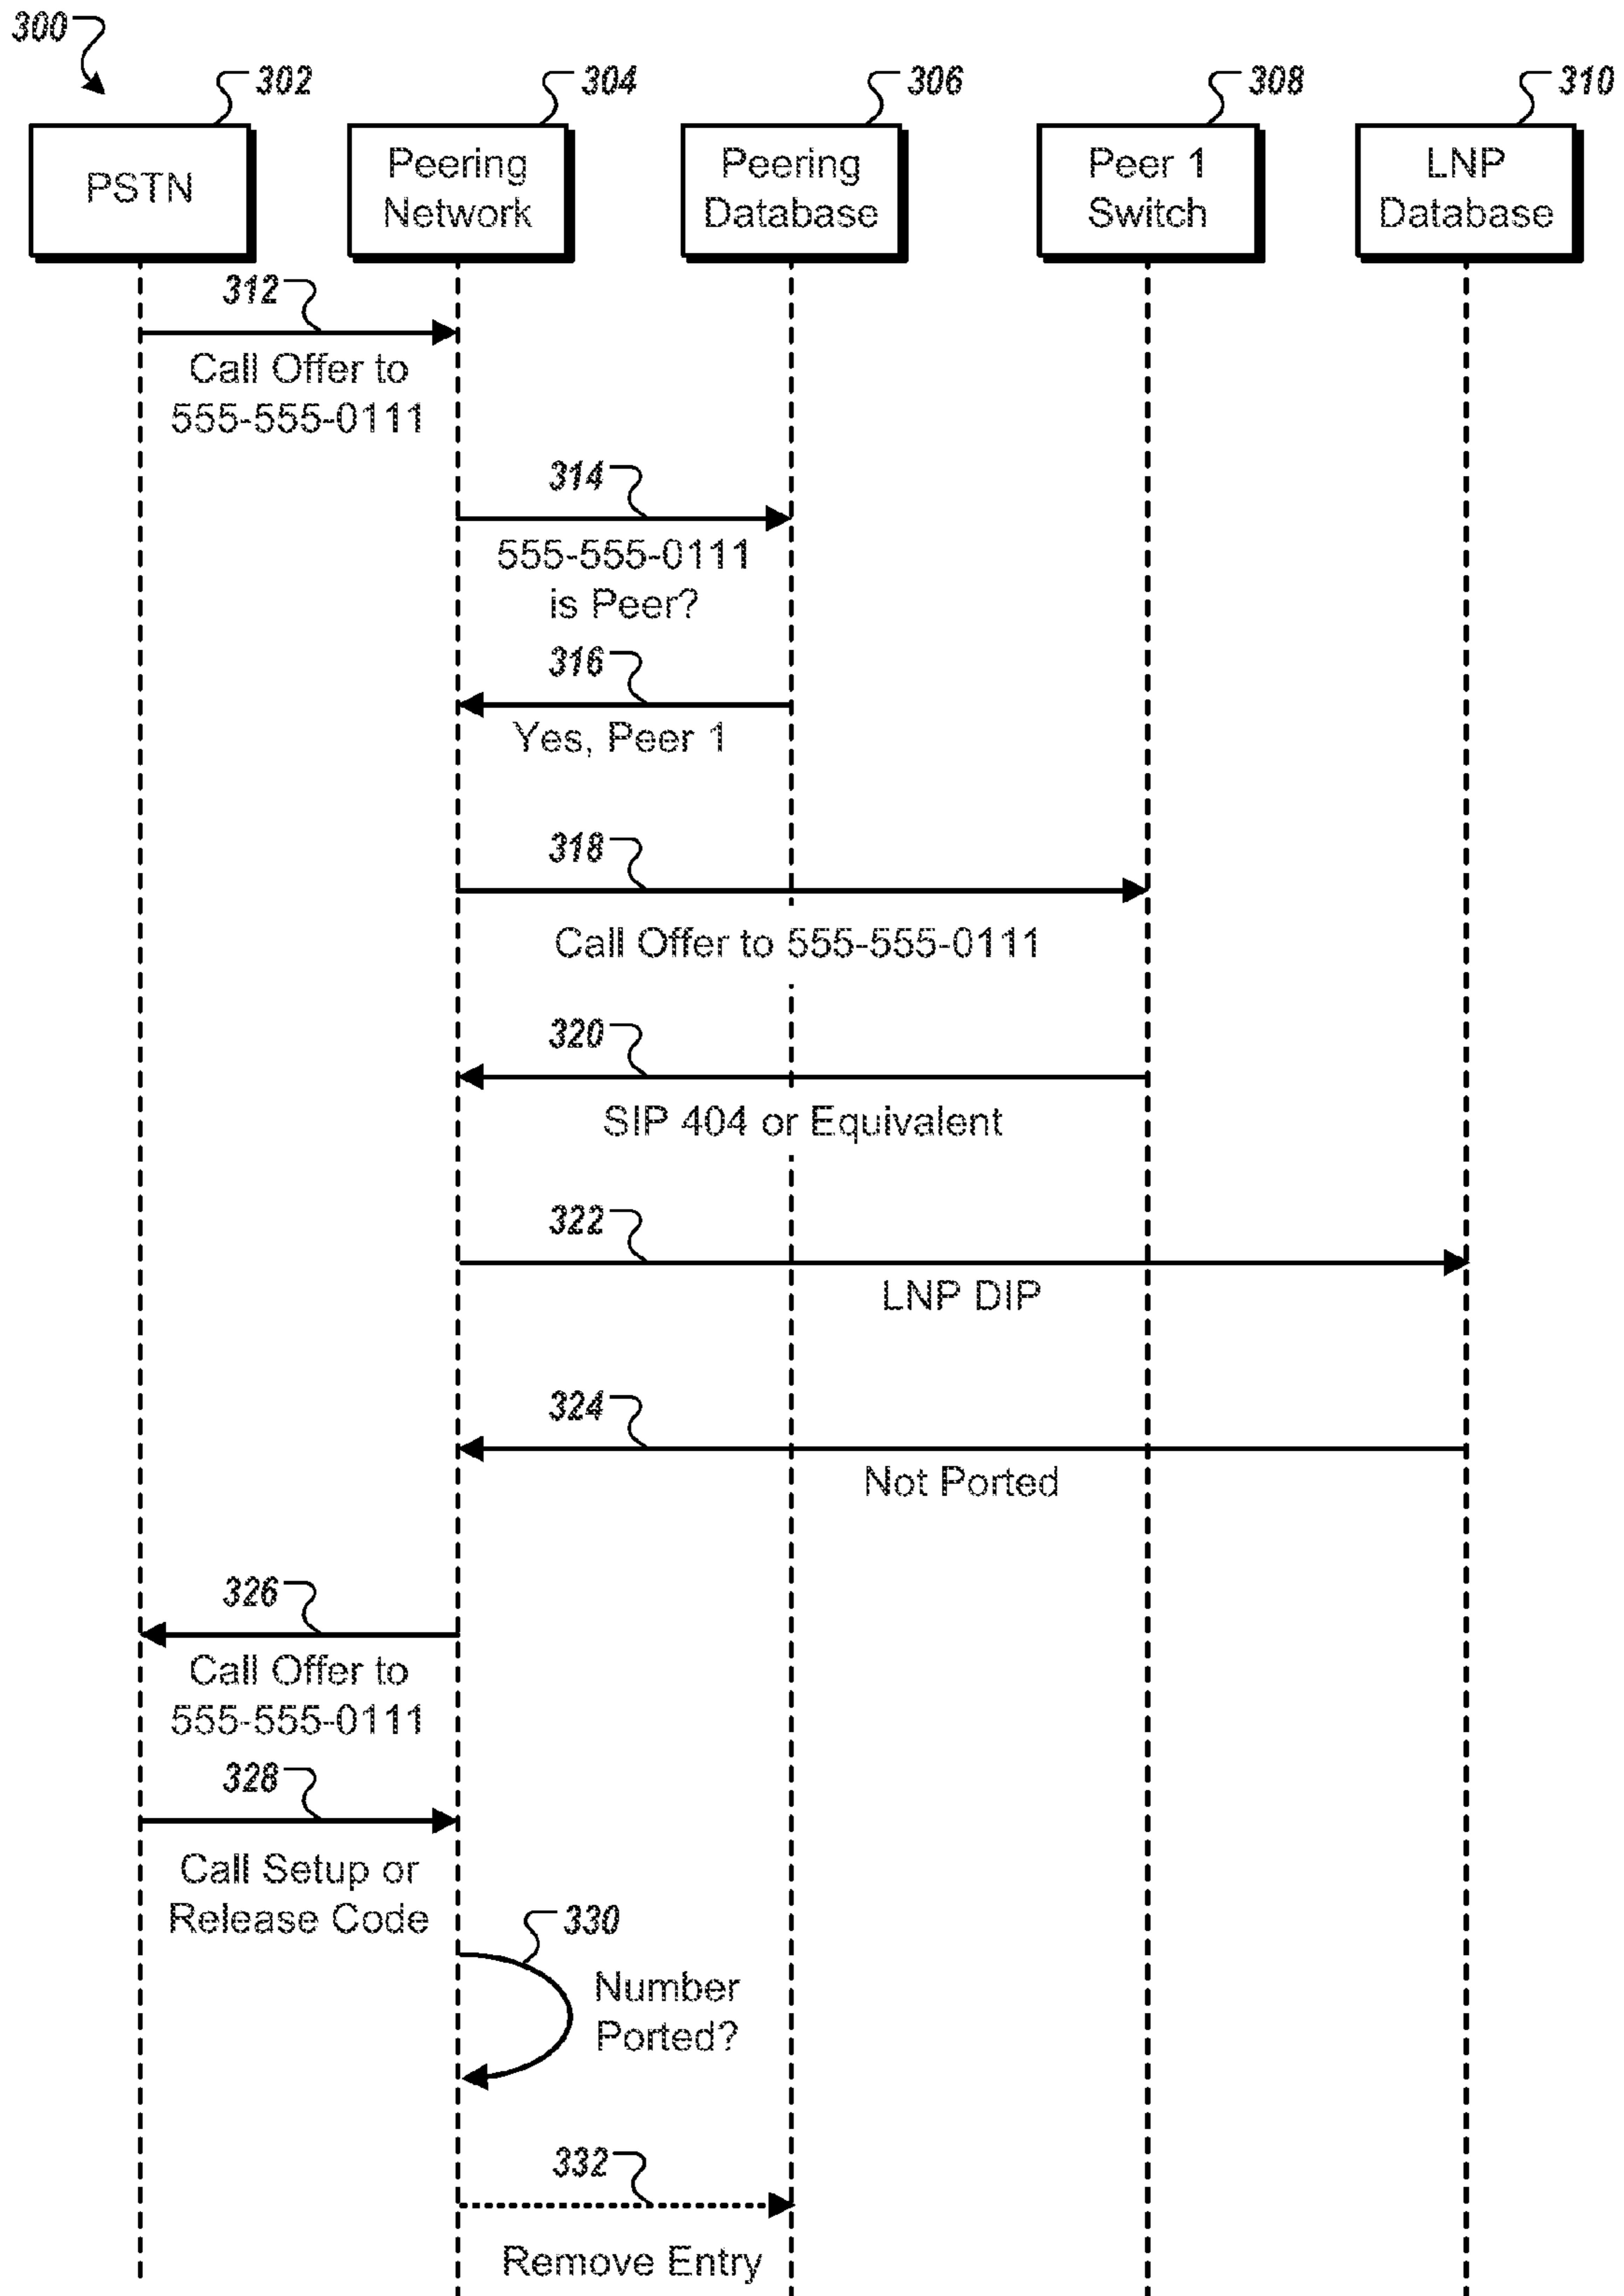 300
302
304
306
308
310
PSTN
Peering
Network
Peering
Database
Peer 1
Switch
LNP
Database
312
Call Offer to
555-555-0111
314
555-555-0111
is Peer?
316
Yes, Peer 1
318
Call Offer to 555-555-0111
320
SIP 404 or Equivalent
322
LNP DIP
324
Not Ported
326
Call Offer to
555-555-0111
328
Call Setup or
Release Code
330
Number
Ported?
332
Remove Entry